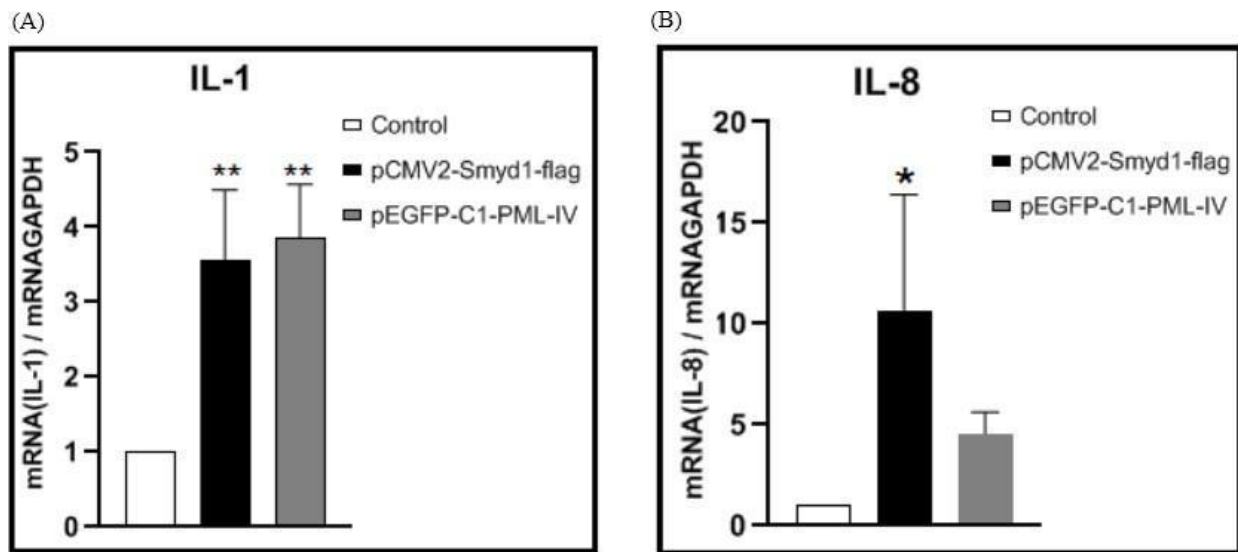 (A)
IL-1
Control
pCMV2-Smyd1-flag
pEGFP-C1-PML-IV
mRNA(IL-1) / mRNAGAPDH
5
4
3
2
1
0
**
**
(B)
IL-8
Control
pCMV2-Smyd1-flag
pEGFP-C1-PML-IV
mRNA(IL-8) / mRNAGAPDH
20
15
10
5
0
*